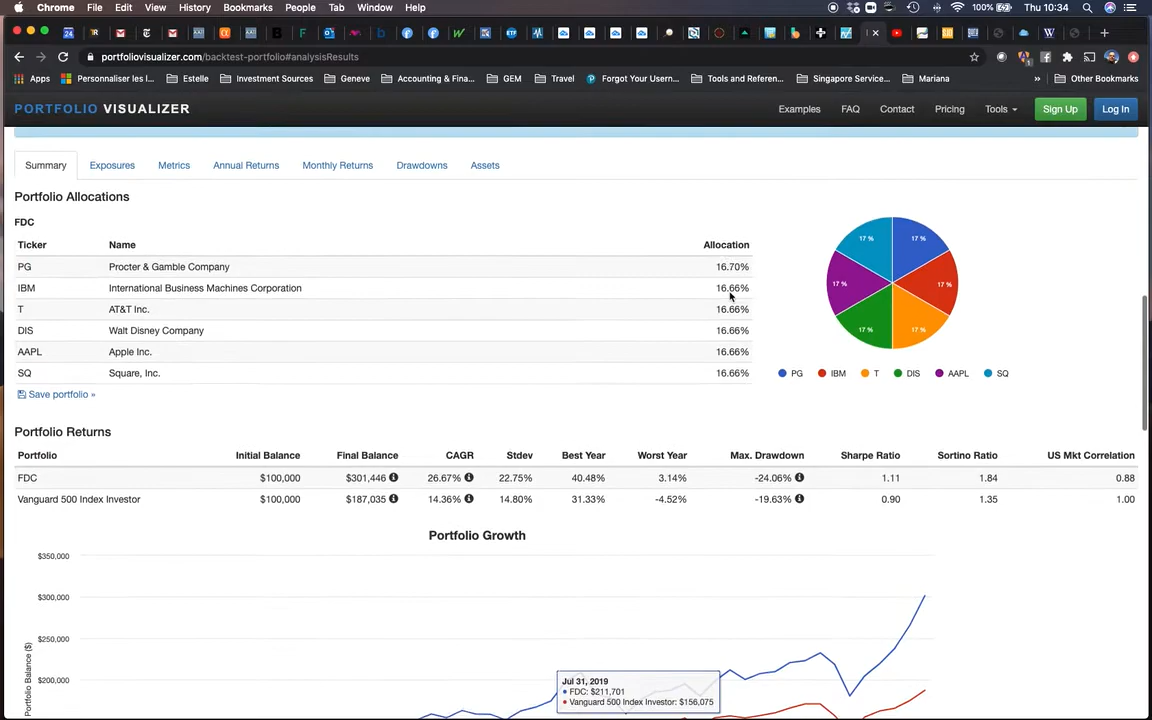 Chrome File Edit View History Bookmarks People Tab Window Help 100% Thu 10:34
portfoliovisualizer.com/backtest-portfolio#analysisResults
Apps Personnaliser les l... Estelle Investment Sources Geneve Accounting & Fina... GEM Travel Forgot Your Usern... Tools and Referen... Singapore Service... Mariana » Other Bookmarks
PORTFOLIO VISUALIZER Examples FAQ Contact Pricing Tools Sign Up Log In
Summary Exposures Metrics Annual Returns Monthly Returns Drawdowns Assets
Portfolio Allocations
FDC
Ticker Name Allocation
PG Procter & Gamble Company 16.70%
IBM International Business Machines Corporation 16.66%
T AT&T Inc. 16.66%
DIS Walt Disney Company 16.66%
AAPL Apple Inc. 16.66%
SQ Square, Inc. 16.66%
17 % 17 %
17 % 17 %
17 % 17 %
PG IBM T DIS AAPL SQ
Save portfolio »
Portfolio Returns
Portfolio Initial Balance Final Balance CAGR Stdev Best Year Worst Year Max. Drawdown Sharpe Ratio Sortino Ratio US Mkt Correlation
FDC $100,000 $301,446 26.67% 22.75% 40.48% 3.14% -24.06% 1.11 1.84 0.88
Vanguard 500 Index Investor $100,000 $187,035 14.36% 14.80% 31.33% -4.52% -19.63% 0.90 1.35 1.00
Portfolio Growth
$350,000
$300,000
$250,000
$200,000
Portfolio Balance ($)
Jul 31, 2019
FDC: $211,701
Vanguard 500 Index Investor: $156,075